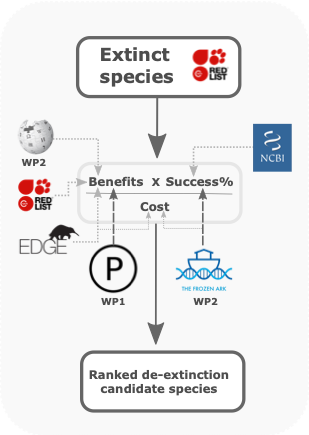 Extinct
species
RED
LIST
WP2
NCBI
RED
LIST
Benefits X Success%
Cost
EDGE
P
THE FROZEN ARK
WP1
WP2
Ranked de-extinction
candidate species